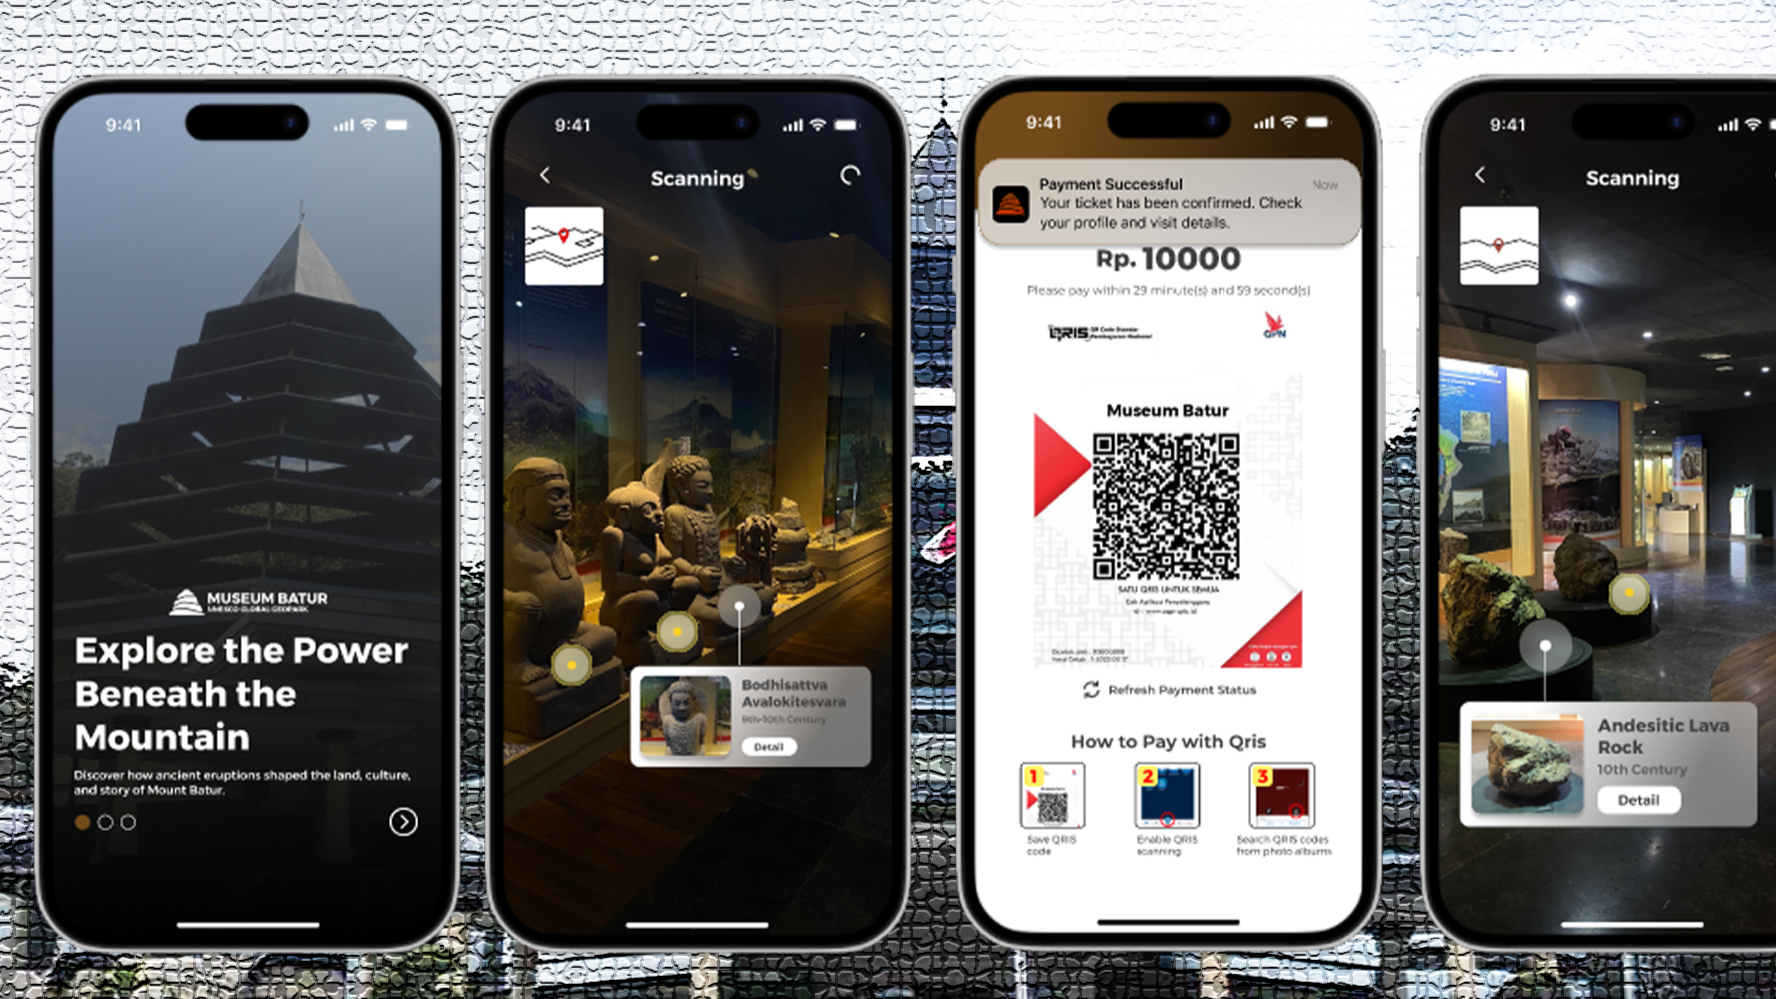 9:41
MUSEUM BATUR
UNESCO GLOBAL GEOPARK
Explore the Power
Beneath the
Mountain
Discover how ancient eruptions shaped the land, culture,
and story of Mount Batur.
9:41
Scanning
Bodhisattva
Avalokitesvara
9th-10th Century
Detail
9:41
Payment Successful
Now
Your ticket has been confirmed. Check
your profile and visit details.
Rp. 10000
Please pay within 29 minute(s) and 59 second(s)
QRIS
QR Code Standar
Pembayaran Nasional
GPN
Museum Batur
SATU QRIS UNTUK SEMUA
Refresh Payment Status
How to Pay with Qris
1
Save QRIS
code
2
Enable QRIS
scanning
3
Search QRIS codes
from photo albums
9:41
Scanning
Andesitic Lava
Rock
10th Century
Detail